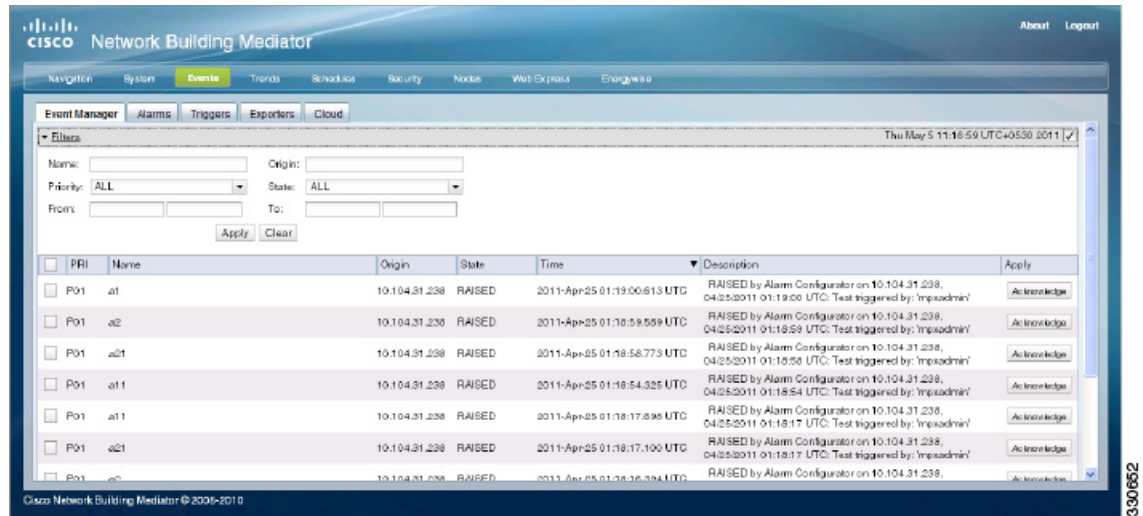 About Logout
CISCO Network Building Mediator
Navigation System Events Trends Schedules Security Nodes Web Express Energywise
Event Manager Alarms Triggers Exporters Cloud
Filters Thu May 5 11:16:59 UTC+0530 2011
Name: Origin:
Priority: ALL State: ALL
From: To:
Apply Clear
PRI Name Origin State Time Description Apply
P01 a1 10.104.31.238 RAISED 2011-Apr-25 01:19:00.613 UTC RAISED by Alarm Configurator on 10.104.31.238, Acknowledge
04/25/2011 01:19:00 UTC: Test triggered by: 'mpxadmin'
P01 a2 10.104.31.238 RAISED 2011-Apr-25 01:18:59.589 UTC RAISED by Alarm Configurator on 10.104.31.238, Acknowledge
04/25/2011 01:18:59 UTC: Test triggered by: 'mpxadmin'
P01 a21 10.104.31.238 RAISED 2011-Apr-25 01:18:58.773 UTC RAISED by Alarm Configurator on 10.104.31.238, Acknowledge
04/25/2011 01:18:58 UTC: Test triggered by: 'mpxadmin'
P01 a11 10.104.31.238 RAISED 2011-Apr-25 01:18:54.325 UTC RAISED by Alarm Configurator on 10.104.31.238, Acknowledge
04/25/2011 01:18:54 UTC: Test triggered by: 'mpxadmin'
P01 a11 10.104.31.238 RAISED 2011-Apr-25 01:18:17.698 UTC RAISED by Alarm Configurator on 10.104.31.238, Acknowledge
04/25/2011 01:18:17 UTC: Test triggered by: 'mpxadmin'
P01 a21 10.104.31.238 RAISED 2011-Apr-25 01:18:17.100 UTC RAISED by Alarm Configurator on 10.104.31.238, Acknowledge
04/25/2011 01:18:17 UTC: Test triggered by: 'mpxadmin'
P01 10.104.31.238 RAISED UTC RAISED by Alarm Configurator on 10.104.31.238, Acknowledge
Cisco Network Building Mediator © 2008-2010
330652